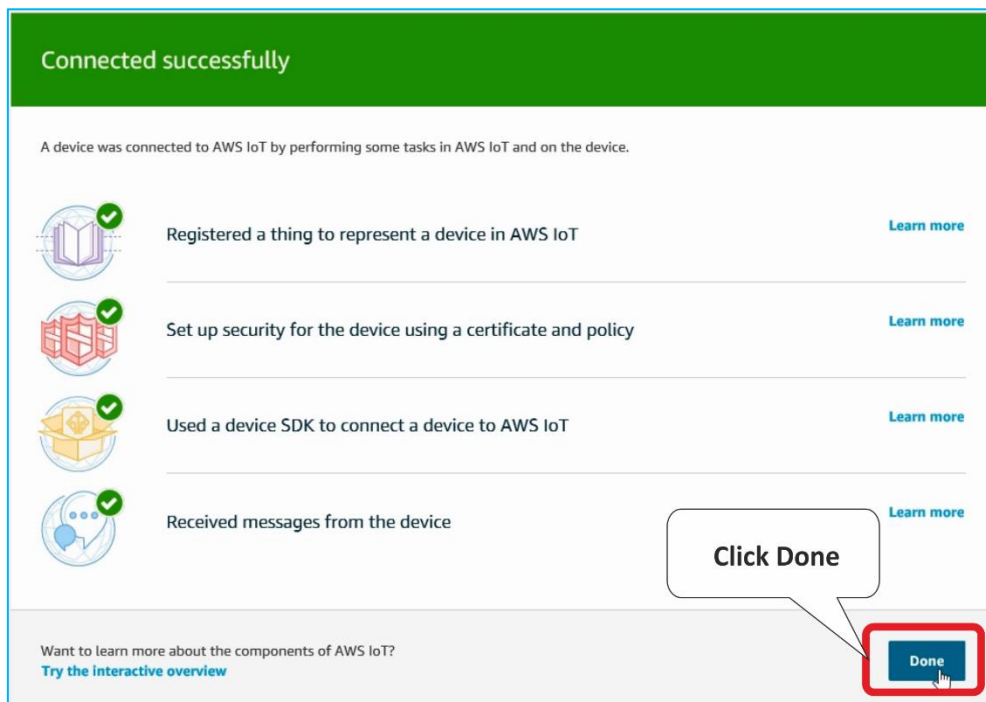 Connected successfully
A device was connected to AWS IoT by performing some tasks in AWS IoT and on the device.
Registered a thing to represent a device in AWS IoT
Learn more
Set up security for the device using a certificate and policy
Learn more
Used a device SDK to connect a device to AWS IoT
Learn more
Received messages from the device
Learn more
Click Done
Want to learn more about the components of AWS IoT?
Try the interactive overview
Done